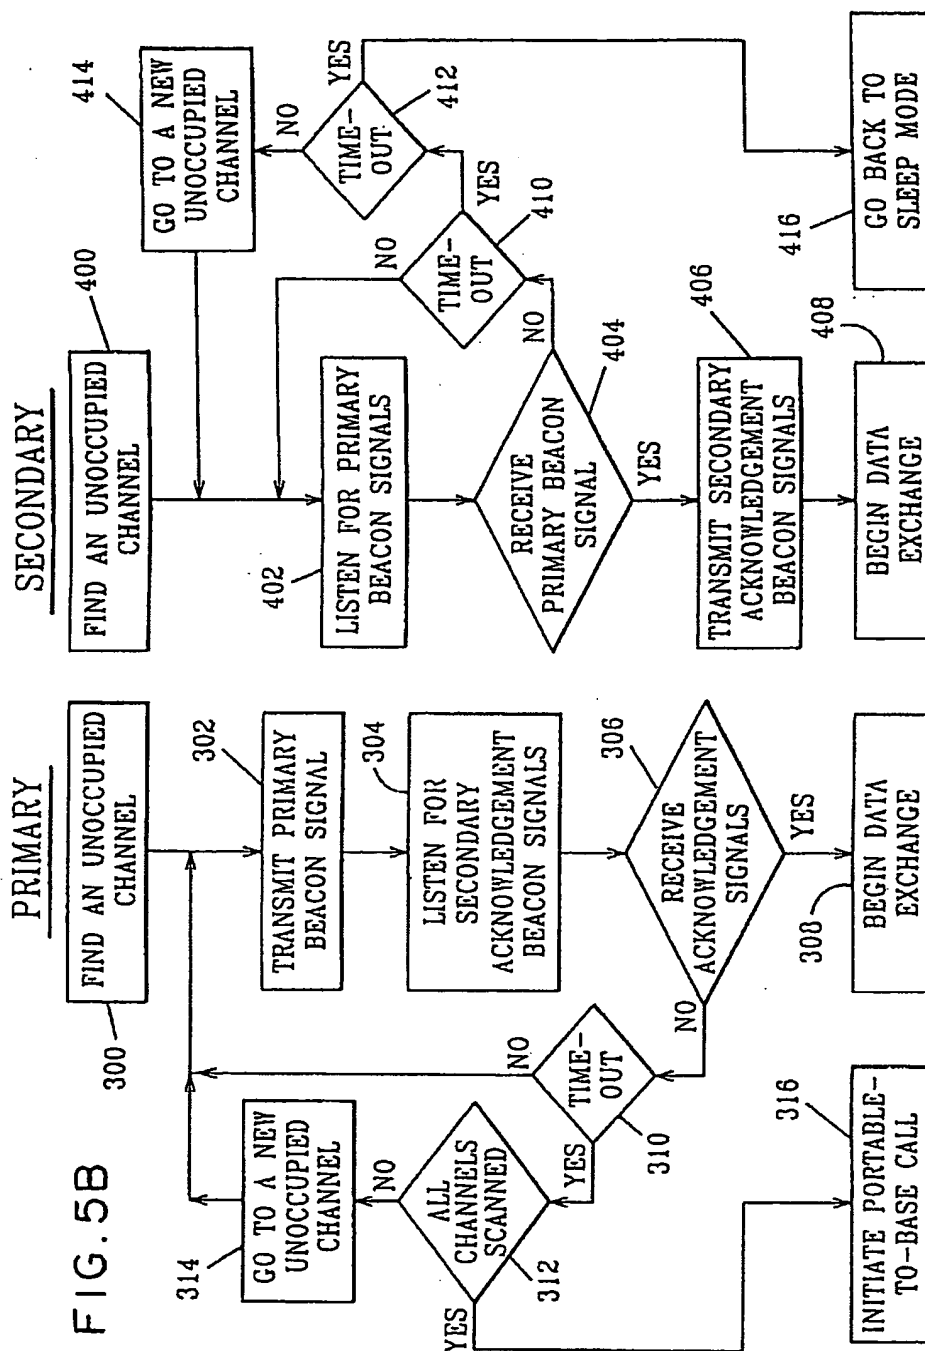 FIG. 5B
PRIMARY
FIND AN UNOCCUPIED
CHANNEL
300
TRANSMIT PRIMARY
BEACON SIGNAL
302
LISTEN FOR
SECONDARY
ACKNOWLEDGEMENT
BEACON SIGNALS
304
RECEIVE
ACKNOWLEDGEMENT
SIGNALS
306
YES
NO
BEGIN DATA
EXCHANGE
308
TIME-
OUT
310
NO
YES
ALL
CHANNELS
SCANNED
312
NO
YES
GO TO A NEW
UNOCCUPIED
CHANNEL
314
INITIATE PORTABLE-
TO-BASE CALL
316
SECONDARY
FIND AN UNOCCUPIED
CHANNEL
400
LISTEN FOR PRIMARY
BEACON SIGNALS
402
RECEIVE
PRIMARY BEACON
SIGNAL
404
YES
NO
TRANSMIT SECONDARY
ACKNOWLEDGEMENT
BEACON SIGNALS
406
BEGIN DATA
EXCHANGE
408
TIME-
OUT
410
NO
YES
TIME-
OUT
412
NO
YES
GO TO A NEW
UNOCCUPIED
CHANNEL
414
GO BACK TO
SLEEP MODE
416